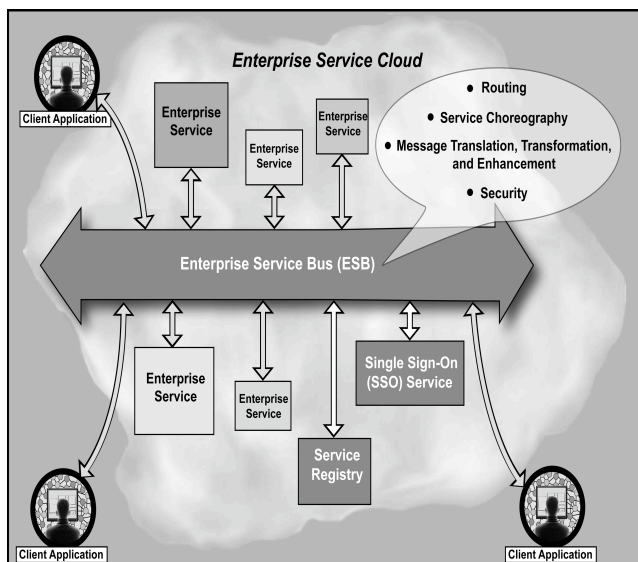 Enterprise Service Cloud
Client Application
Enterprise
Service
Enterprise
Service
Enterprise
Service
• Routing
• Service Choreography
• Message Translation, Transformation,
and Enhancement
• Security
Enterprise Service Bus (ESB)
Enterprise
Service
Enterprise
Service
Service
Registry
Single Sign-On
(SSO) Service
Client Application
Client Application